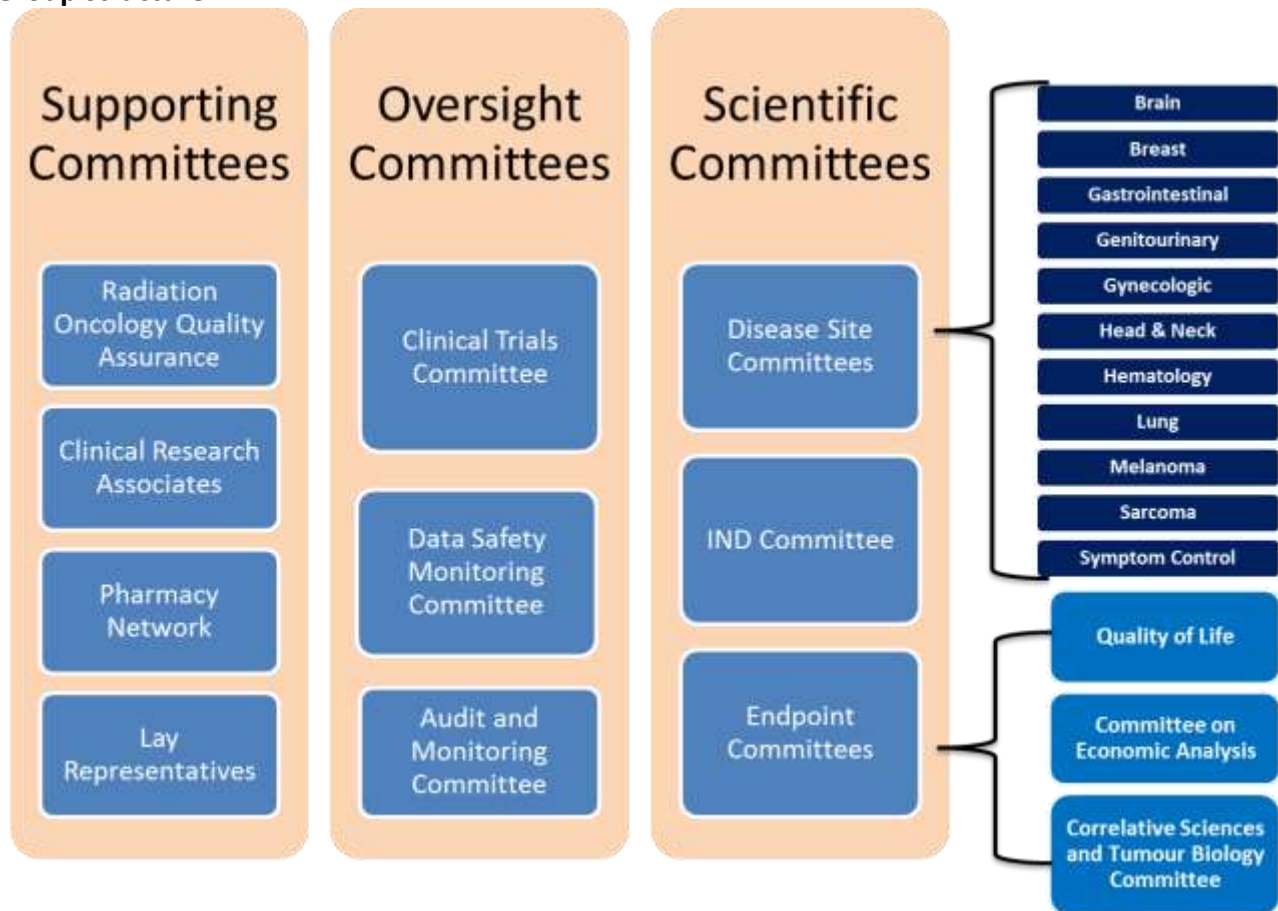 Supporting
Committees
Radiation
Oncology Quality
Assurance
Clinical Research
Associates
Pharmacy
Network
Lay
Representatives
Oversight
Committees
Clinical Trials
Committee
Data Safety
Monitoring
Committee
Audit and
Monitoring
Committee
Scientific
Committees
Disease Site
Committees
IND Committee
Endpoint
Committees
Brain
Breast
Gastrointestinal
Genitourinary
Gynecologic
Head & Neck
Hematology
Lung
Melanoma
Sarcoma
Symptom Control
Quality of Life
Committee on
Economic Analysis
Correlative Sciences
and Tumour Biology
Committee